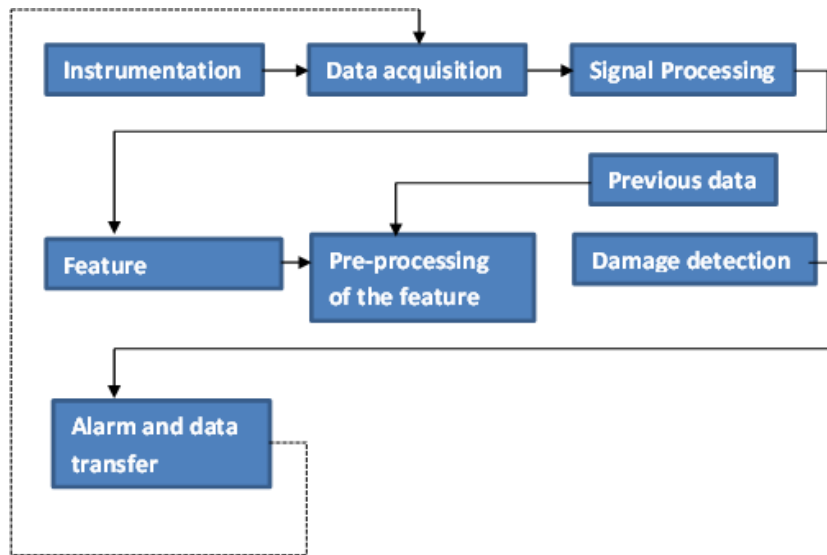 Instrumentation
Data acquisition
Signal Processing
Previous data
Feature
Pre-processing
of the feature
Damage detection
Alarm and data
transfer